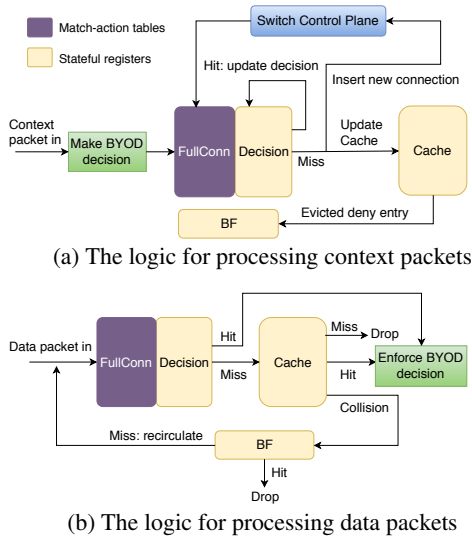 Match-action tables
Switch Control Plane
Stateful registers
Hit: update decision
Insert new connection
Context
packet in
Make BYOD
decision
FullConn
Decision
Miss
Update
Cache
Cache
Evicted deny entry
BF
(a) The logic for processing context packets
Data packet in
FullConn
Decision
Hit
Miss
Cache
Miss
Drop
Hit
Enforce BYOD
decision
Collision
Miss: recirculate
BF
Hit
Drop
(b) The logic for processing data packets